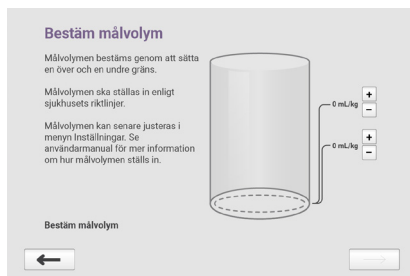 Bestäm målvolym
Målvolymen bestäms genom att sätta
en över och en undre gräns.
Målvolymen ska ställas in enligt
sjukhusets riktlinjer.
Målvolymen kan senare justeras i
menyn Inställningar. Se
användarmanual för mer information
om hur målvolymen ställs in.
+
0 mL/kg
−
+
0 mL/kg
−
Bestäm målvolym